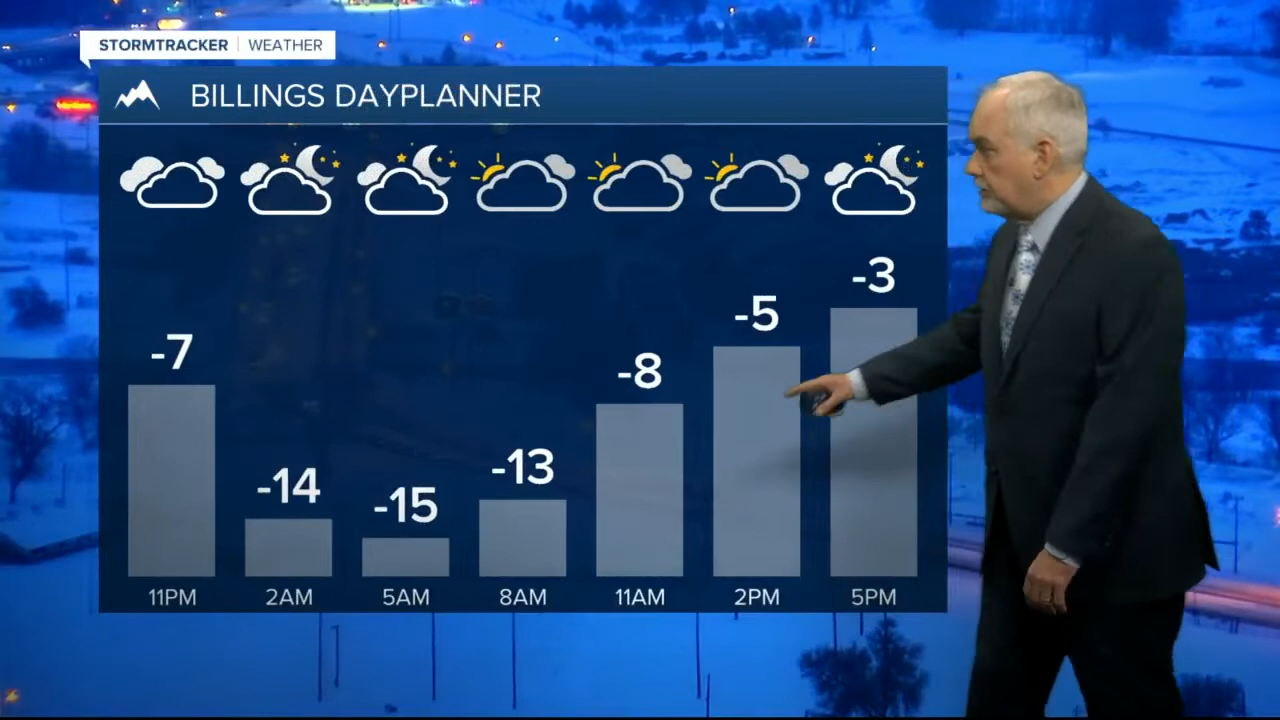 STORMTRACKER | WEATHER
BILLINGS DAYPLANNER
-7 -14 -15 -13 -8 -5 -3
11PM 2AM 5AM 8AM 11AM 2PM 5PM